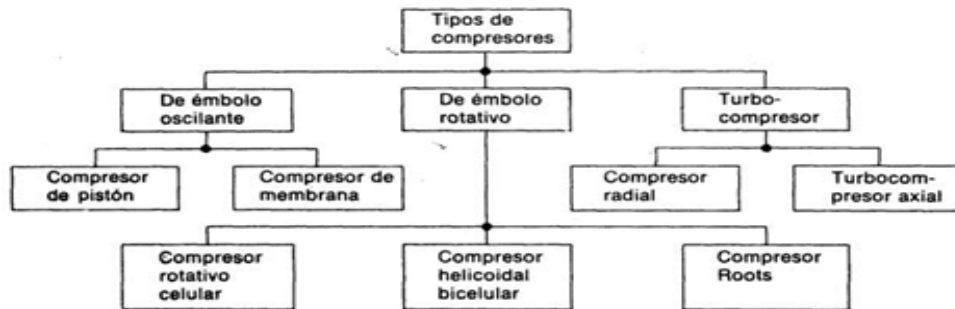 Tipos de
compresores
De émbolo
oscilante
De émbolo
rotativo
Turbo-
compresor
Compresor
de pistón
Compresor de
membrana
Compresor
radial
Turbocom-
presor axial
Compresor
rotativo
celular
Compresor
helicoidal
bicelular
Compresor
Roots